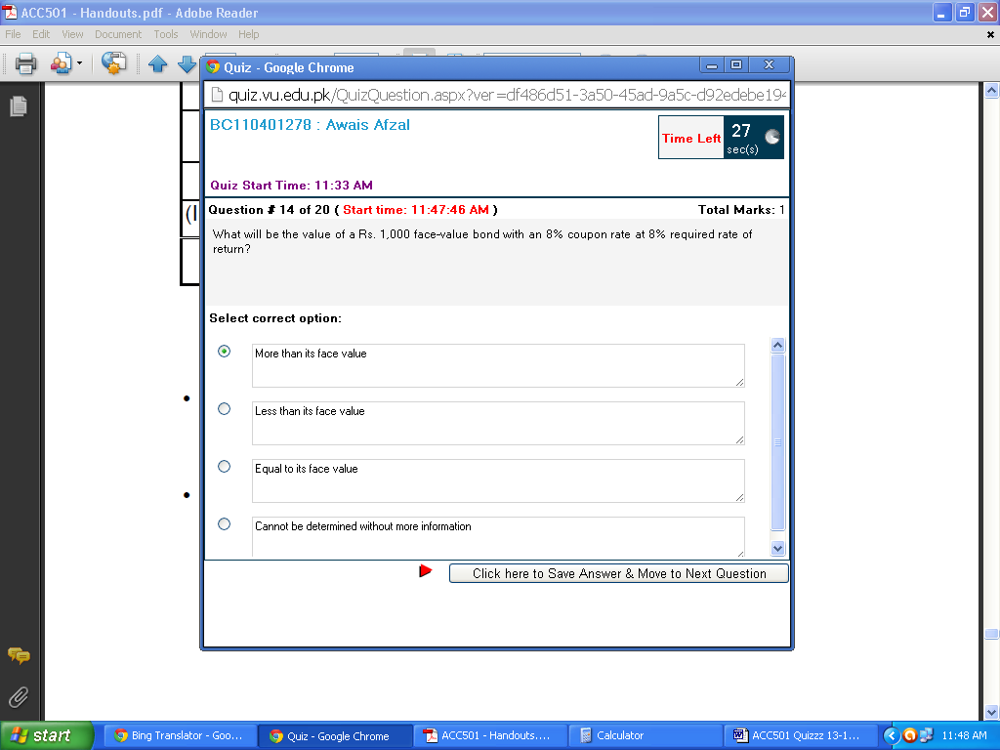 ACC501 - Handouts.pdf - Adobe Reader
File Edit View Document Tools Window Help
Quiz - Google Chrome
quiz.vu.edu.pk/QuizQuestion.aspx?ver=df486d51-3a50-45ad-9a5c-d92edebe194
BC110401278 : Awais Afzal
Time Left 27
sec(s)
Quiz Start Time: 11:33 AM
Question # 14 of 20 ( Start time: 11:47:46 AM ) Total Marks: 1
What will be the value of a Rs. 1,000 face-value bond with an 8% coupon rate at 8% required rate of
return?
Select correct option:
More than its face value
Less than its face value
Equal to its face value
Cannot be determined without more information
Click here to Save Answer & Move to Next Question
(I
start Bing Translator - Goo... Quiz - Google Chrome ACC501 - Handouts.... Calculator ACC501 Quizzz 13-1... 11:48 AM